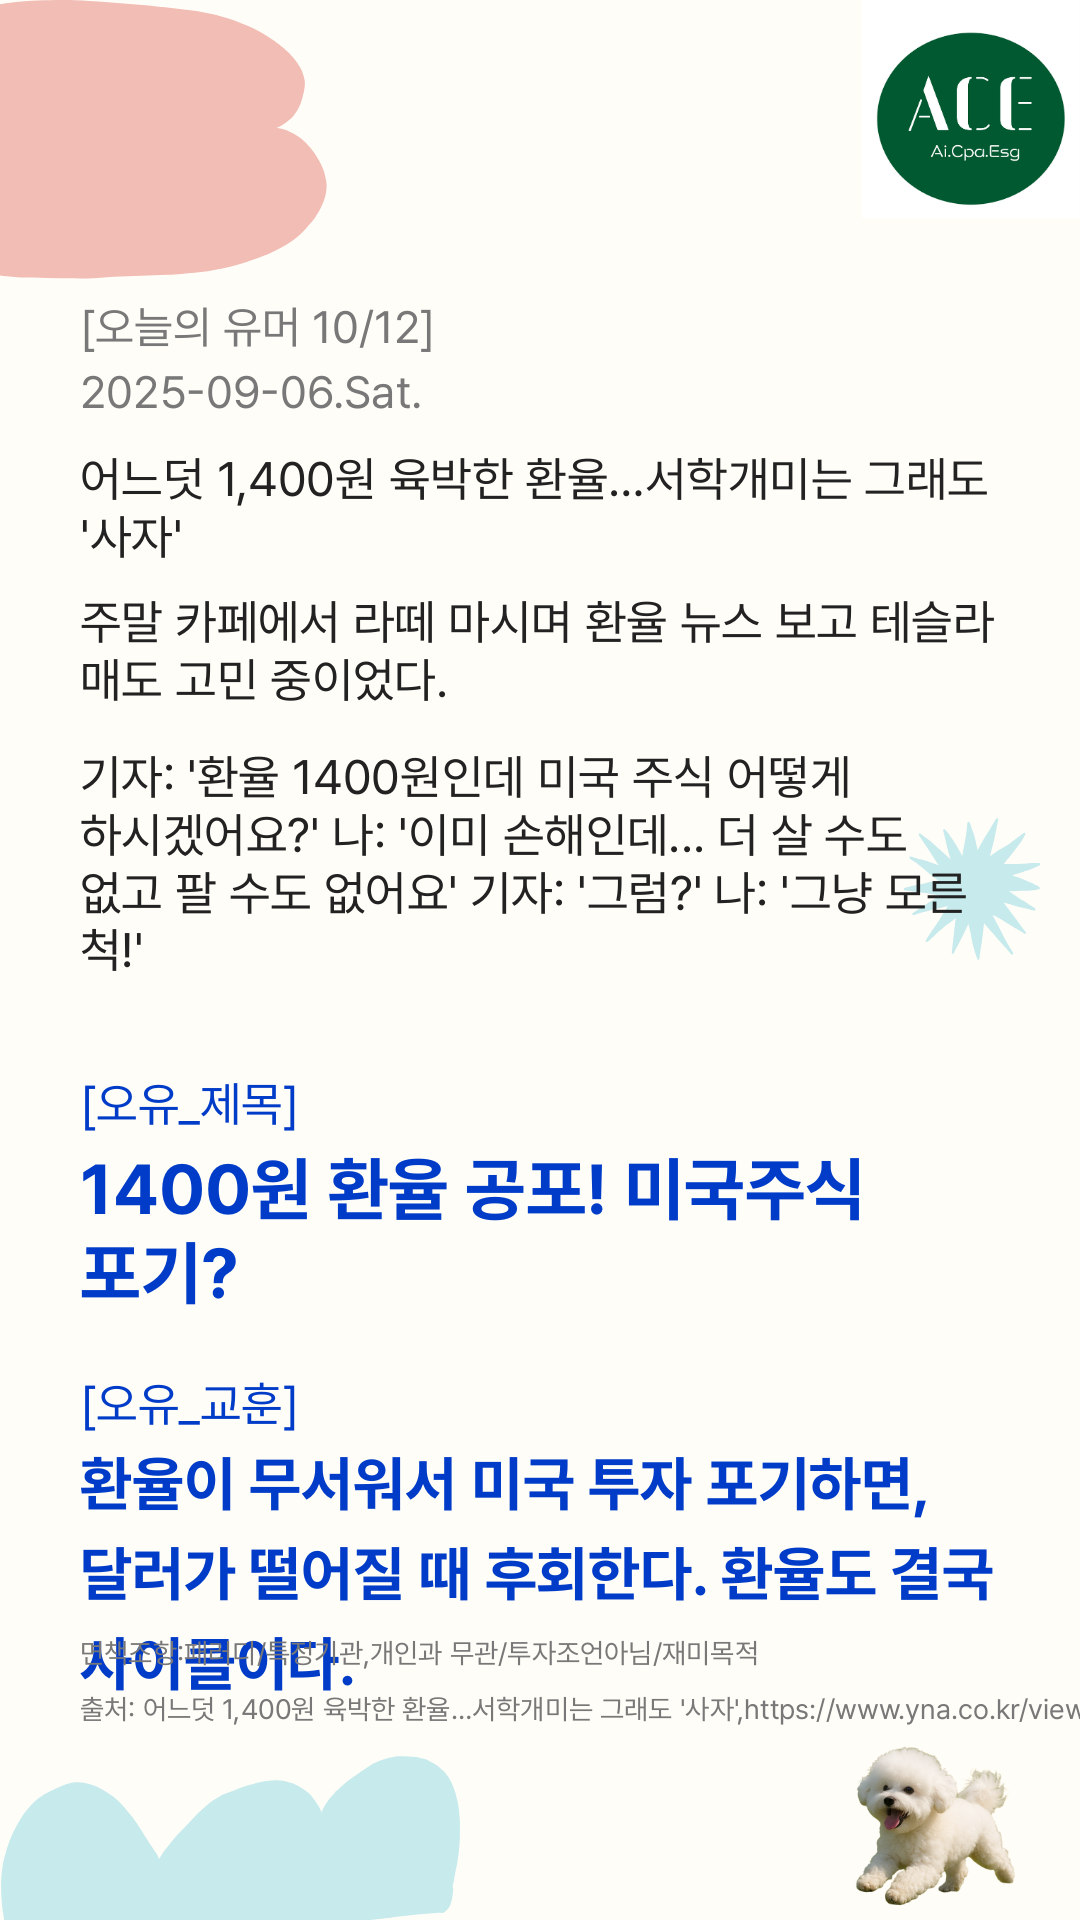 ACE
Ai.Cpa.Esg
[오늘의 유머 10/12]
2025-09-06.Sat.
어느덧 1,400원 육박한 환율...서학개미는 그래도
'사자'
주말 카페에서 라떼 마시며 환율 뉴스 보고 테슬라
매도 고민 중이었다.
기자: '환율 1400원인데 미국 주식 어떻게
하시겠어요?' 나: '이미 손해인데... 더 살 수도
없고 팔 수도 없어요' 기자: '그럼?' 나: '그냥 모른
척!'
[오유_제목]
1400원 환율 공포! 미국주식
포기?
[오유_교훈]
환율이 무서워서 미국 투자 포기하면,
달러가 떨어질 때 후회한다. 환율도 결국
사이클이다.
면책조항:패러디/특정기관,개인과 무관/투자조언아님/재미목적
출처: 어느덧 1,400원 육박한 환율...서학개미는 그래도 '사자',https://www.yna.co.kr/view